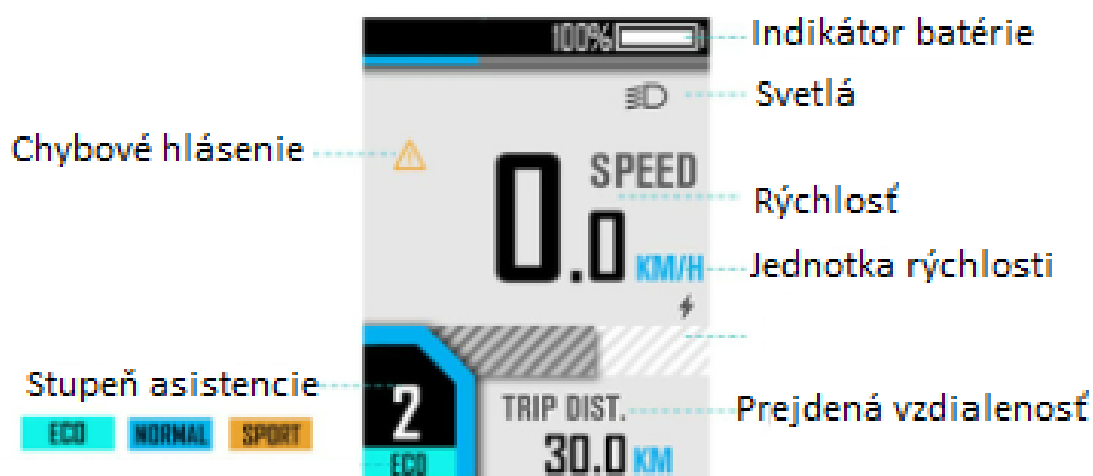 100%
Indikátor batérie
Svetlá
Chybové hlásenie
SPEED
Rýchlosť
0.0
KM/H
Jednotka rýchlosti
Stupeň asistencie
2
TRIP DIST.
Prejdená vzdialenosť
ECO NORMAL SPORT
ECO
30.0 KM